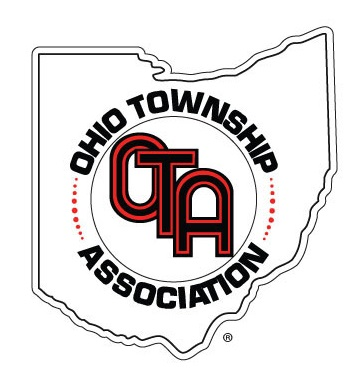 OHIO TOWNSHIP
OTA
ASSOCIATION
®